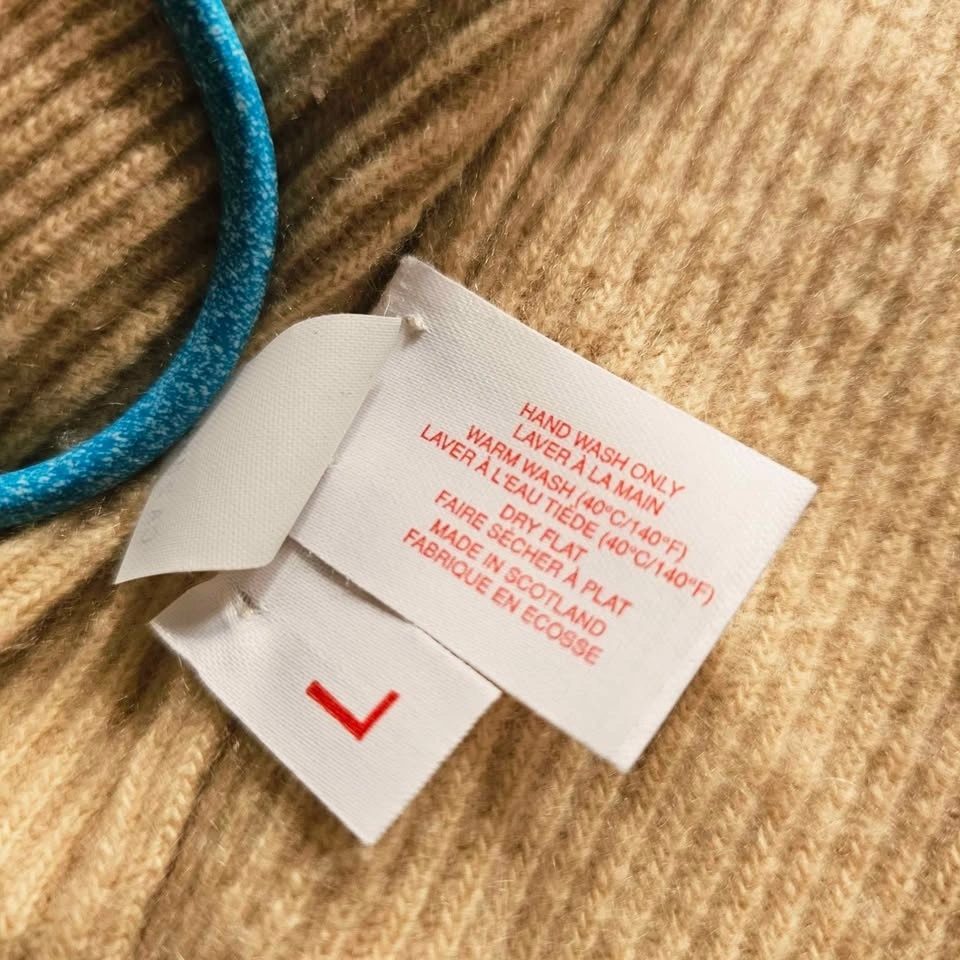 HAND WASH ONLY
LAVER À LA MAIN
WARM WASH (40°C/140°F)
LAVER À L'EAU TIÉDE (40°C/140°F)
DRY FLAT
FAIRE SÉCHER À PLAT
MADE IN SCOTLAND
FABRIQUE EN ECOSSE
L